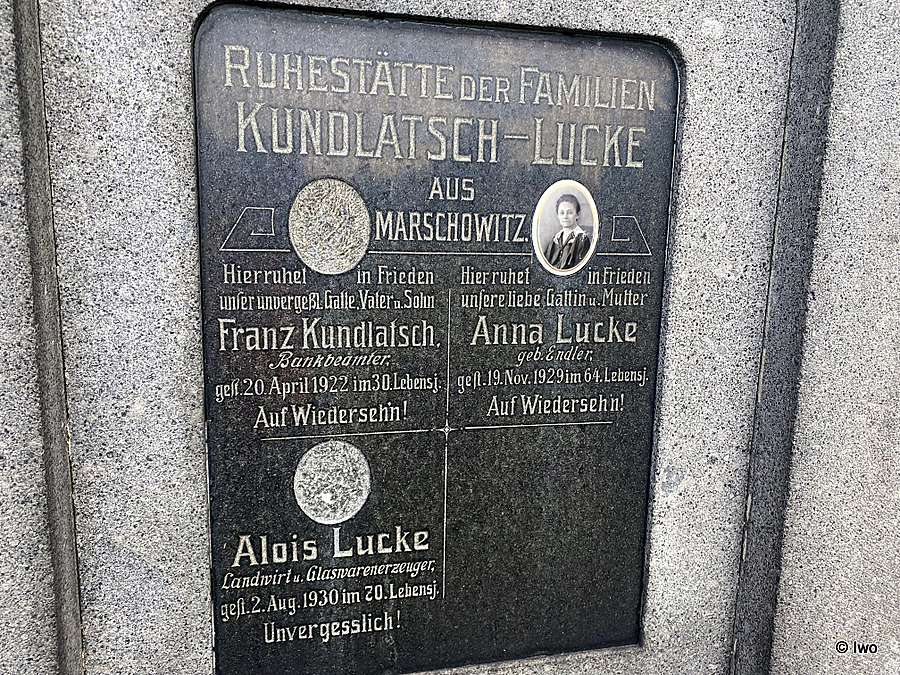 RUHESTÄTTE DER FAMILIEN
KUNDLATSCH-LUCKE
AUS
MARSCHOWITZ.
Hier ruhet in Frieden
unser unvergeßl. Gatte, Vater u. Sohn
Franz Kundlatsch,
Bankbeamter,
gest. 20. April 1922 im 30. Lebensj.
Auf Wiederseh'n!
Hier ruhet in Frieden
unsere liebe Gattin u. Mutter
Anna Lucke
geb. Endler,
gest. 19. Nov. 1929 im 64. Lebensj.
Auf Wiederseh'n!
Alois Lucke
Landwirt u. Glaswarenerzeuger,
gest. 2. Aug. 1930 im 70. Lebensj.
Unvergesslich!
© Iwo